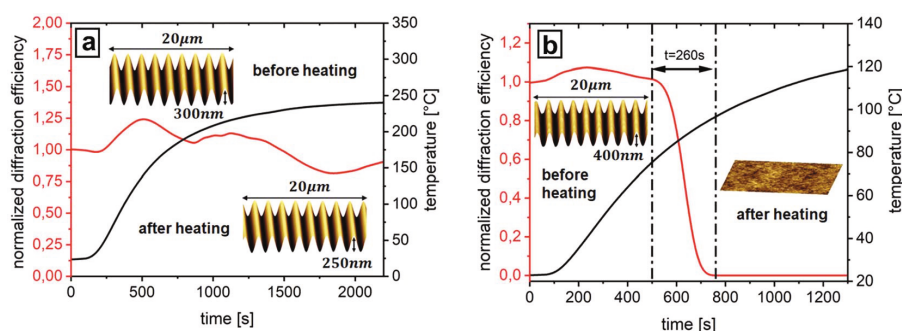 a
20μm
before heating
300nm
20μm
after heating
250nm
normalized diffraction efficiency
2,00
1,75
1,50
1,25
1,00
0,75
0,50
0,25
0,00
350
300
250
200
150
100
50
0
temperature [°C]
0 500 1000 1500 2000
time [s]
b
t=260s
20μm
400nm
before
heating
after heating
normalized diffraction efficiency
1,2
1,0
0,8
0,6
0,4
0,2
0,0
140
120
100
80
60
40
20
temperature [°C]
0 200 400 600 800 1000 1200
time [s]